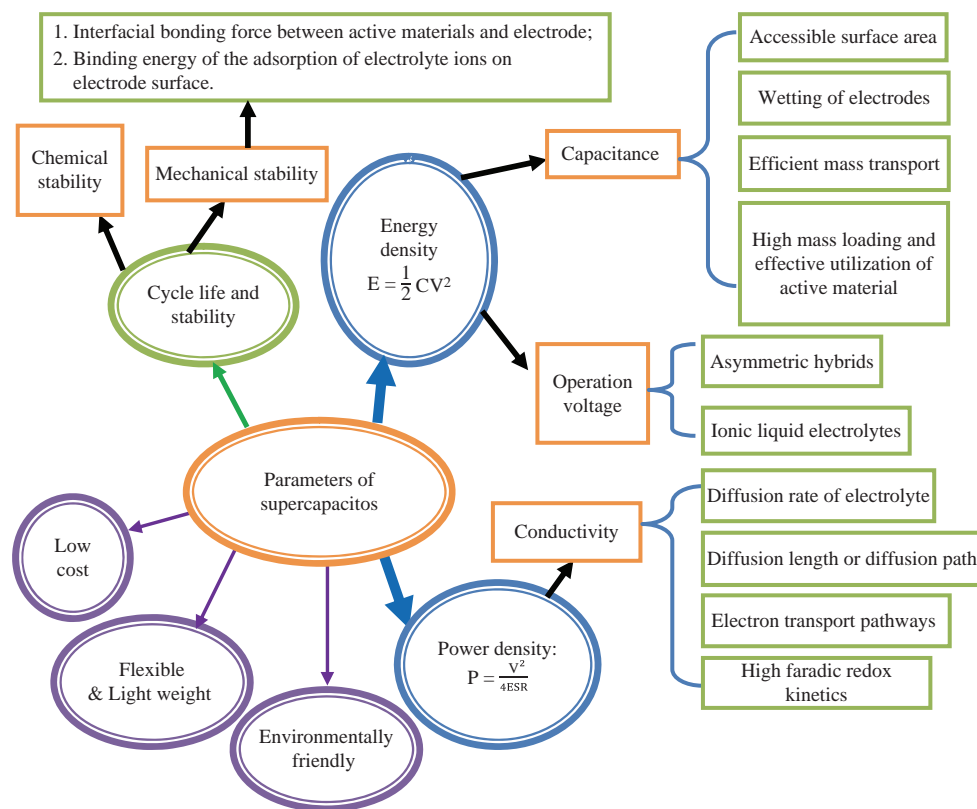 1. Interfacial bonding force between active materials and electrode;
2. Binding energy of the adsorption of electrolyte ions on
electrode surface.
Chemical
stability
Mechanical stability
Cycle life and
stability
Energy
density
E = 1/2 CV²
Capacitance
Accessible surface area
Wetting of electrodes
Efficient mass transport
High mass loading and
effective utilization of
active material
Operation
voltage
Asymmetric hybrids
Ionic liquid electrolytes
Parameters of
supercapacitos
Low
cost
Flexible
& Light weight
Environmentally
friendly
Power density:
P = V²/4ESR
Conductivity
Diffusion rate of electrolyte
Diffusion length or diffusion path
Electron transport pathways
High faradic redox
kinetics